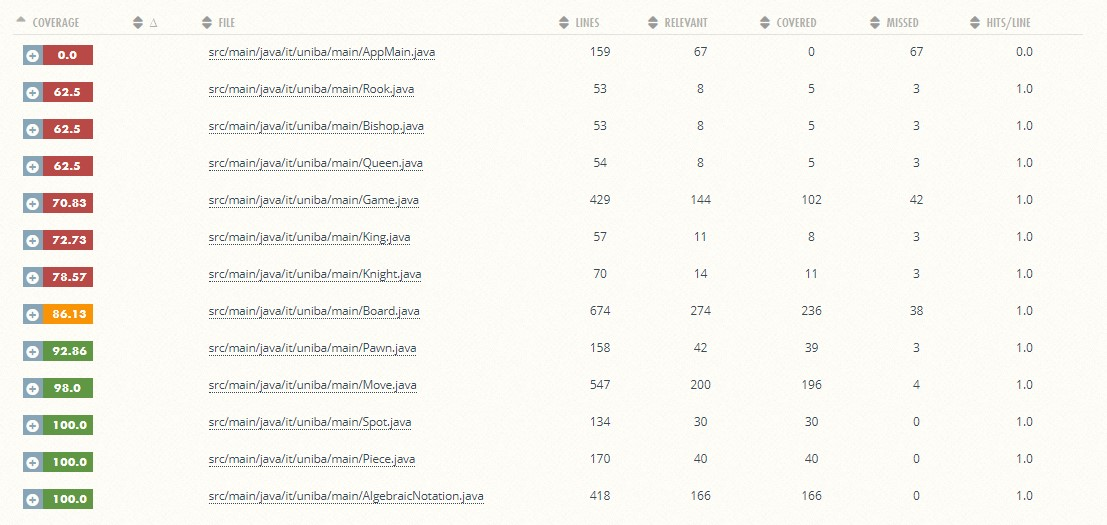 COVERAGE Δ FILE LINES RELEVANT COVERED MISSED HITS/LINE
0.0 src/main/java/it/uniba/main/AppMain.java 159 67 0 67 0.0
62.5 src/main/java/it/uniba/main/Rook.java 53 8 5 3 1.0
62.5 src/main/java/it/uniba/main/Bishop.java 53 8 5 3 1.0
62.5 src/main/java/it/uniba/main/Queen.java 54 8 5 3 1.0
70.83 src/main/java/it/uniba/main/Game.java 429 144 102 42 1.0
72.73 src/main/java/it/uniba/main/King.java 57 11 8 3 1.0
78.57 src/main/java/it/uniba/main/Knight.java 70 14 11 3 1.0
86.13 src/main/java/it/uniba/main/Board.java 674 274 236 38 1.0
92.86 src/main/java/it/uniba/main/Pawn.java 158 42 39 3 1.0
98.0 src/main/java/it/uniba/main/Move.java 547 200 196 4 1.0
100.0 src/main/java/it/uniba/main/Spot.java 134 30 30 0 1.0
100.0 src/main/java/it/uniba/main/Piece.java 170 40 40 0 1.0
100.0 src/main/java/it/uniba/main/AlgebraicNotation.java 418 166 166 0 1.0